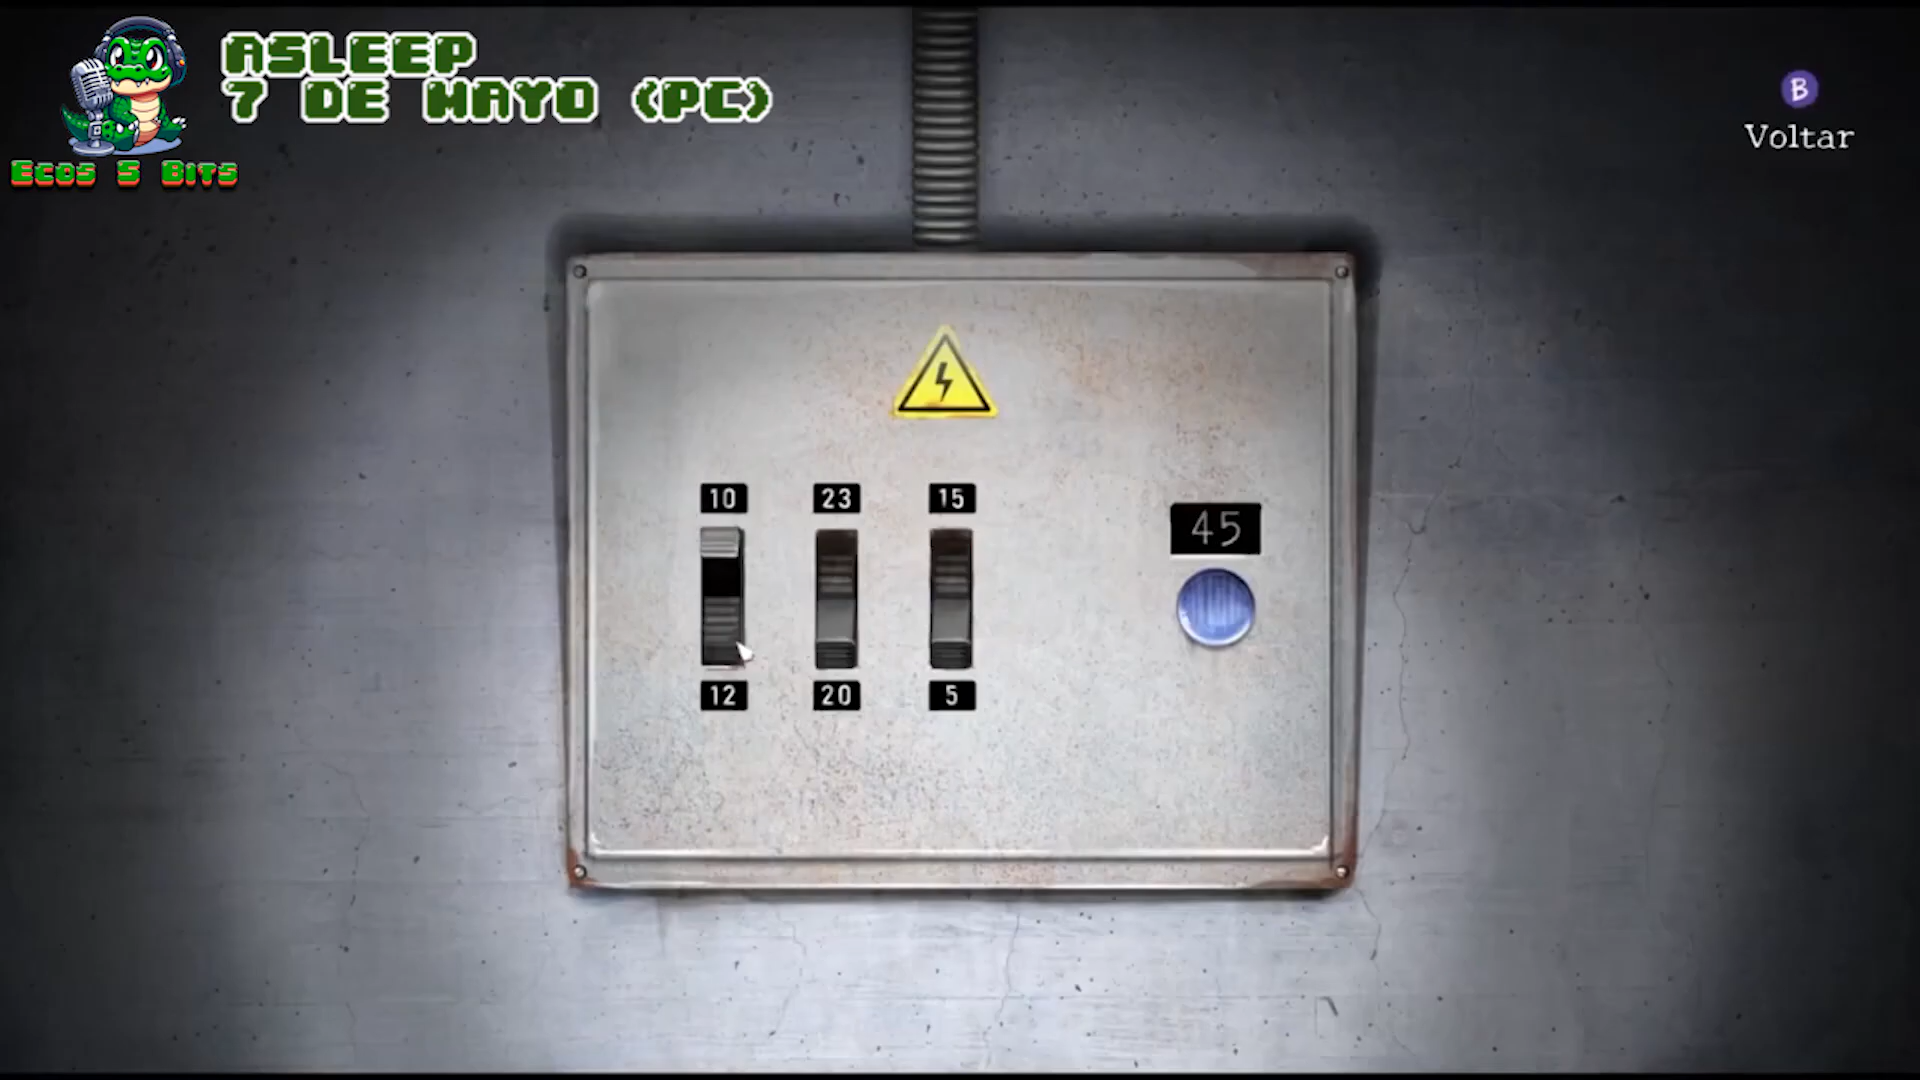 ASLEEP
7 DE MAYO (PC)
Ecos 5 Bits
B
Voltar
10 23 15
45
12 20 5